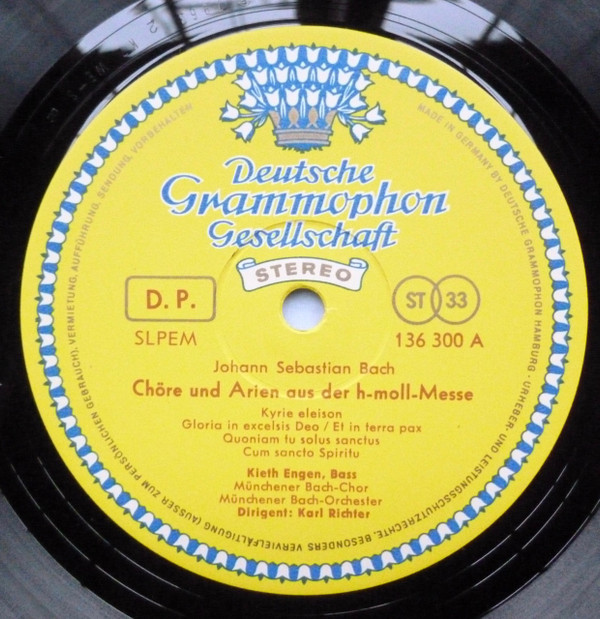 Deutsche
Grammophon
Gesellschaft
STEREO
D. P.
ST 33
SLPEM
136 300 A
Johann Sebastian Bach
Chöre und Arien aus der h-moll-Messe
Kyrie eleison
Gloria in excelsis Deo / Et in terra pax
Quoniam tu solus sanctus
Cum sancto Spiritu
Kieth Engen, Bass
Münchener Bach-Chor
Münchener Bach-Orchester
Dirigent: Karl Richter
MADE IN GERMANY BY DEUTSCHE GRAMMOPHON HAMBURG · URHEBER- UND LEISTUNGSSCHUTZRECHTE, BESONDERS VERVIELFÄLTIGUNG (AUSSER ZUM PERSÖNLICHEN GEBRAUCH), VERMIETUNG, AUFFÜHRUNG, SENDUNG, VORBEHALTEN